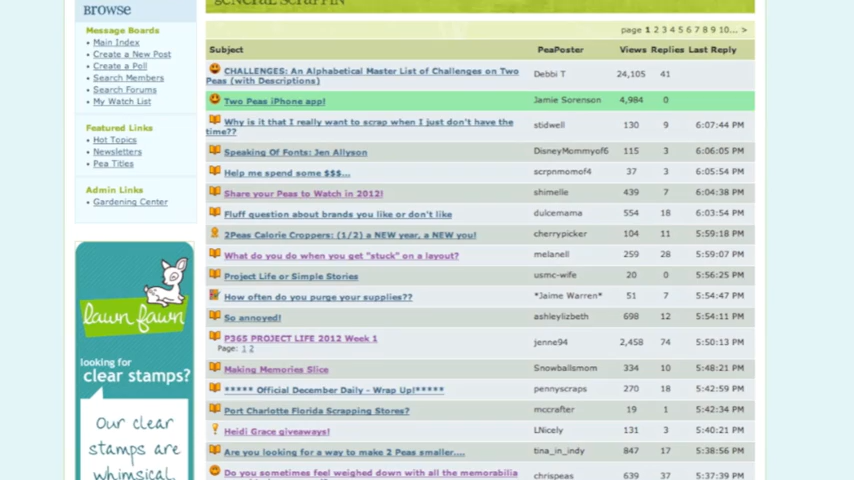 BROWSE
GENERAL SCRAPPIN'
Message Boards
• Main Index
• Create a New Post
• Create a Poll
• Search Members
• Search Forums
• My Watch List
Featured Links
• Hot Topics
• Newsletters
• Pea Titles
Admin Links
• Gardening Center
lawn fawn
looking for
clear stamps?
Our clear
stamps are
whimsical,
page 1 2 3 4 5 6 7 8 9 10... >
Subject PeaPoster Views Replies Last Reply
CHALLENGES: An Alphabetical Master List of Challenges on Two
Peas (with Descriptions) Debbi T 24,105 41
Two Peas iPhone app! Jamie Sorenson 4,984 0
Why is it that I really want to scrap when I just don't have the
time?? stidwell 130 9 6:07:44 PM
Speaking Of Fonts: Jen Allyson DisneyMommyof6 115 3 6:06:05 PM
Help me spend some $$$... scrpnmomof4 37 3 6:05:54 PM
Share your Peas to Watch in 2012! shimelle 439 7 6:04:38 PM
Fluff question about brands you like or don't like dulcemama 554 18 6:03:54 PM
2Peas Calorie Croppers: (1/2) a NEW year, a NEW you! cherrypicker 104 11 5:59:18 PM
What do you do when you get "stuck" on a layout? melanell 259 28 5:59:07 PM
Project Life or Simple Stories usmc-wife 20 0 5:56:25 PM
How often do you purge your supplies?? *Jaime Warren* 51 7 5:54:47 PM
So annoyed! ashleylizbeth 698 12 5:54:11 PM
P365 PROJECT LIFE 2012 Week 1
Page: 1 2 jenne94 2,458 74 5:50:13 PM
Making Memories Slice Snowballsmom 334 10 5:48:21 PM
***** Official December Daily - Wrap Up!***** pennyscraps 270 18 5:42:59 PM
Port Charlotte Florida Scrapping Stores? mccrafter 19 1 5:42:34 PM
Heidi Grace giveaways! LNicely 131 3 5:40:21 PM
Are you looking for a way to make 2 Peas smaller.... tina_in_indy 847 17 5:38:56 PM
Do you sometimes feel weighed down with all the memorabilia
chrispeas 639 37 5:37:39 PM